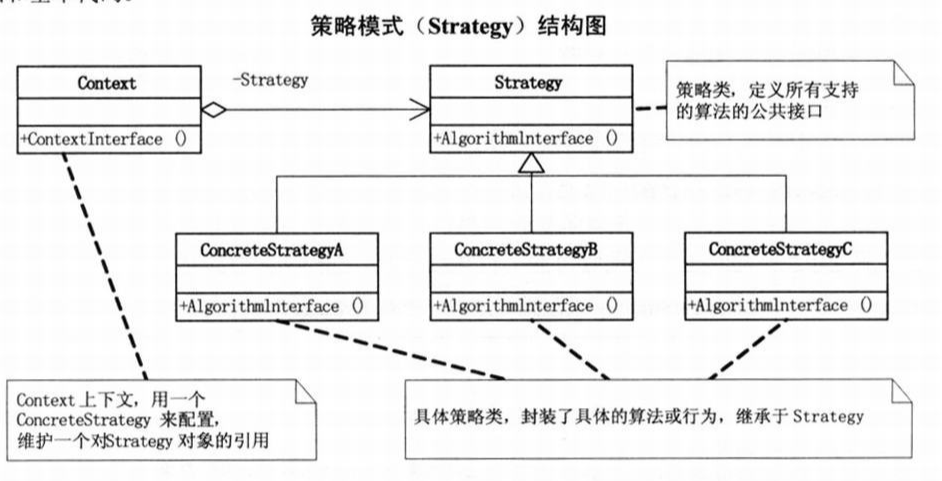 策略模式（Strategy）结构图
Context
-Strategy
Strategy
策略类，定义所有支持
的算法的公共接口
+ContextInterface ()
+AlgorithmInterface ()
ConcreteStrategyA
ConcreteStrategyB
ConcreteStrategyC
+AlgorithmInterface ()
+AlgorithmInterface ()
+AlgorithmInterface ()
Context 上下文，用一个
ConcreteStrategy 来配置，
维护一个对Strategy 对象的引用
具体策略类，封装了具体的算法或行为，继承于 Strategy